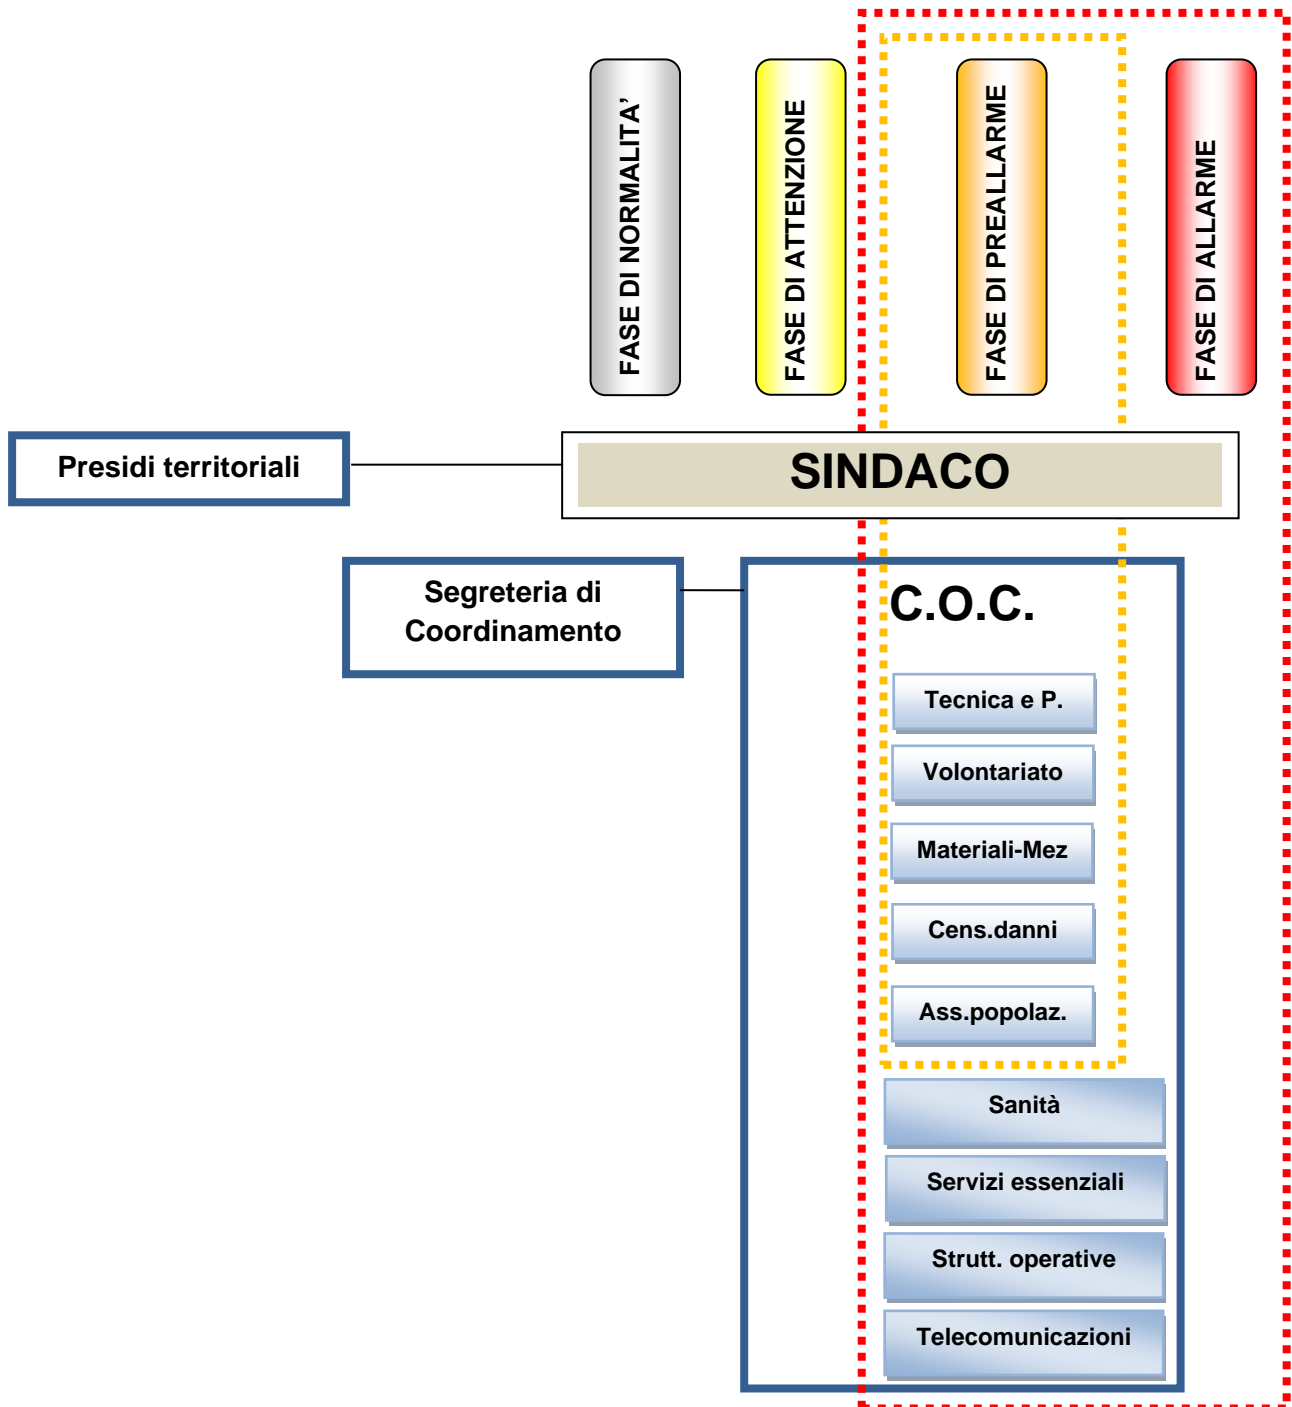 FASE DI NORMALITA’
FASE DI ATTENZIONE
FASE DI PREALLARME
FASE DI ALLARME
Presidi territoriali
SINDACO
Segreteria di
Coordinamento
C.O.C.
Tecnica e P.
Volontariato
Materiali-Mez
Cens.danni
Ass.popolaz.
Sanità
Servizi essenziali
Strutt. operative
Telecomunicazioni